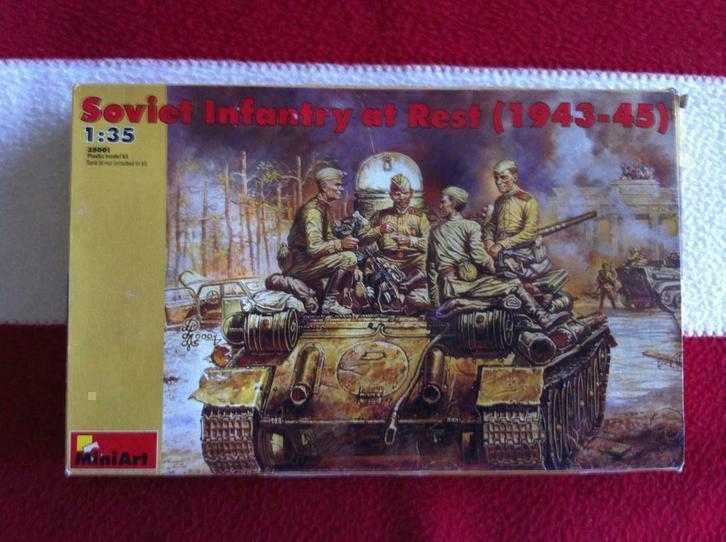 Soviet Infantry at Rest (1943-45)
1:35
35001
Plastic model kit
Tank is not included in kit
2007
MiniArt